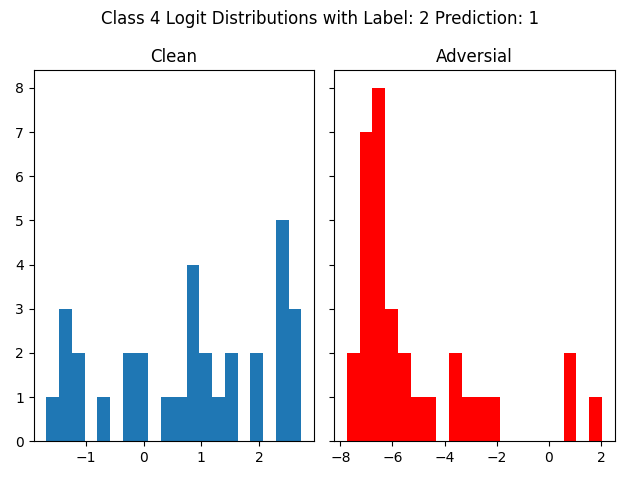 Class 4 Logit Distributions with Label: 2 Prediction: 1
Clean
Adversial
8
7
6
5
4
3
2
1
0
−1 0 1 2
−8 −6 −4 −2 0 2